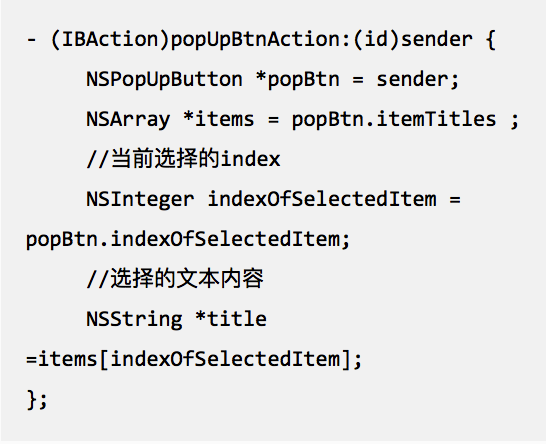 - (IBAction)popUpBtnAction:(id)sender {
NSPopUpButton *popBtn = sender;
NSArray *items = popBtn.itemTitles ;
//当前选择的index
NSInteger indexOfSelectedItem =
popBtn.indexOfSelectedItem;
//选择的文本内容
NSString *title
=items[indexOfSelectedItem];
};